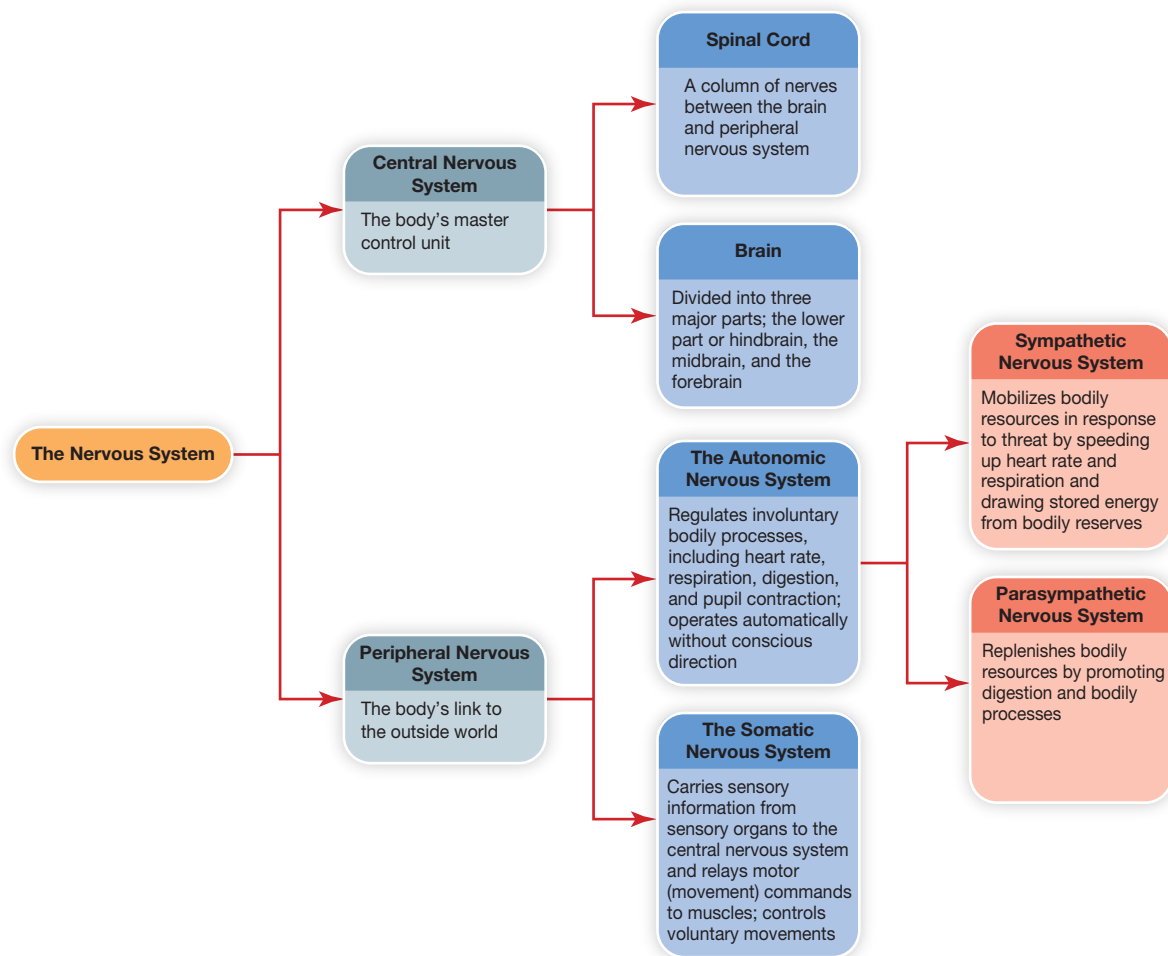 The Nervous System
Central Nervous
System
The body's master
control unit
Spinal Cord
A column of nerves
between the brain
and peripheral
nervous system
Brain
Divided into three
major parts; the lower
part or hindbrain, the
midbrain, and the
forebrain
Peripheral Nervous
System
The body's link to
the outside world
The Autonomic
Nervous System
Regulates involuntary
bodily processes,
including heart rate,
respiration, digestion,
and pupil contraction;
operates automatically
without conscious
direction
Sympathetic
Nervous System
Mobilizes bodily
resources in response
to threat by speeding
up heart rate and
respiration and
drawing stored energy
from bodily reserves
Parasympathetic
Nervous System
Replenishes bodily
resources by promoting
digestion and bodily
processes
The Somatic
Nervous System
Carries sensory
information from
sensory organs to the
central nervous system
and relays motor
(movement) commands
to muscles; controls
voluntary movements